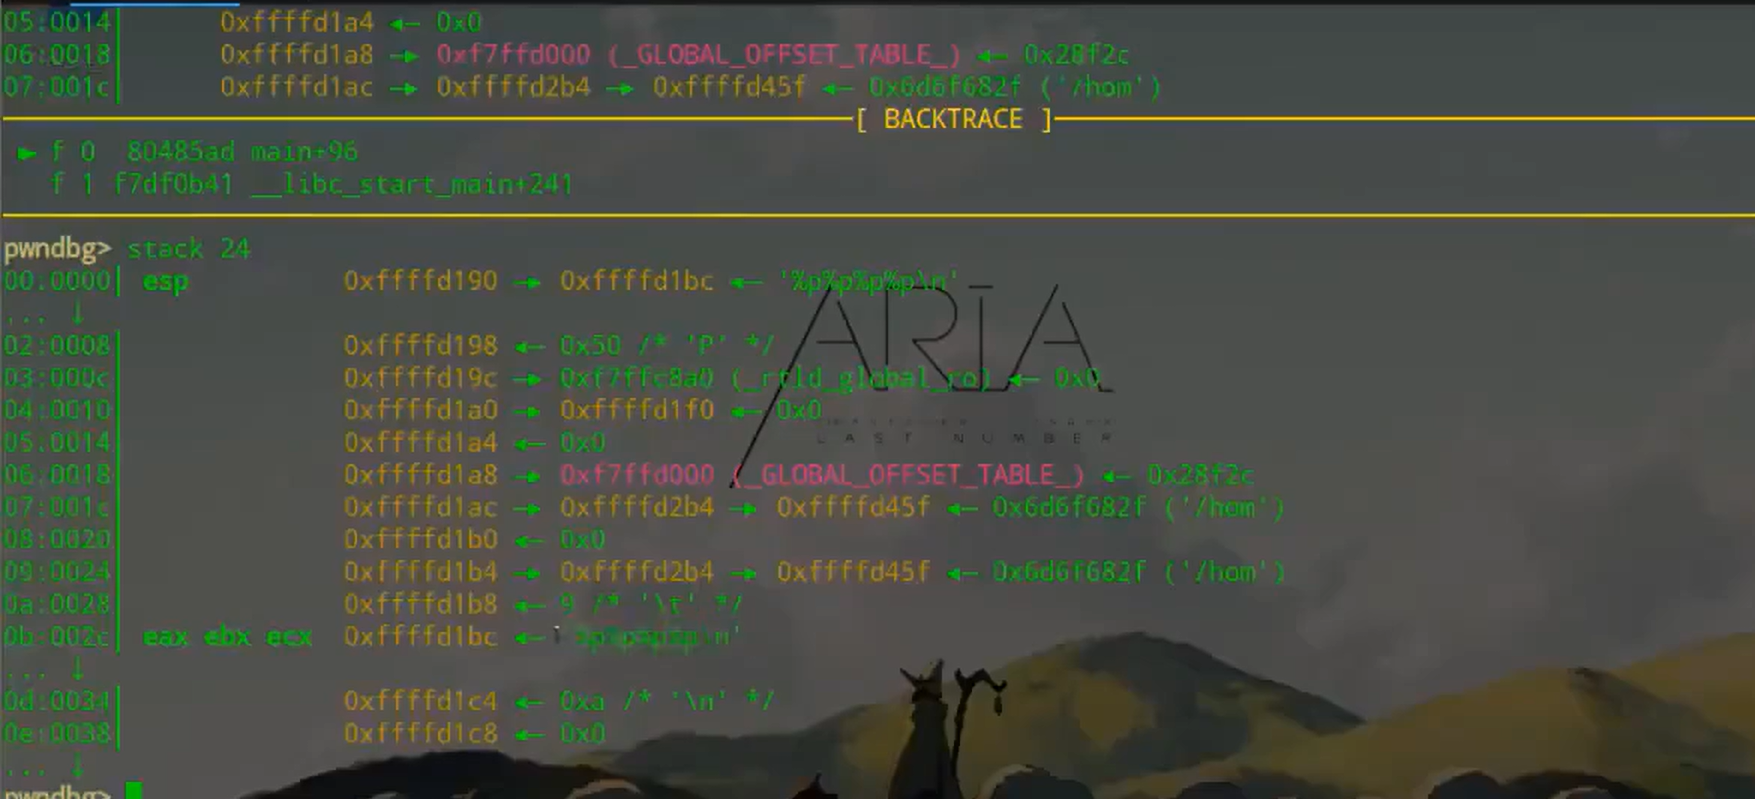 05:0014│ 0xffffd1a4 ◂— 0x0
06:0018│ 0xffffd1a8 —▸ 0xf7ffd000 (_GLOBAL_OFFSET_TABLE_) ◂— 0x28f2c
07:001c│ 0xffffd1ac —▸ 0xffffd2b4 —▸ 0xffffd45f ◂— 0x6d6f682f ('/hom')
[ BACKTRACE ]
► f 0 80485ad main+96
f 1 f7df0b41 __libc_start_main+241
pwndbg> stack 24
00:0000│ esp 0xffffd190 —▸ 0xffffd1bc ◂— '%p%p%p%p\n'
... ↓
02:0008│ 0xffffd198 ◂— 0x50 /* 'P' */
03:000c│ 0xffffd19c —▸ 0xf7ffc8a0 (_rtld_global_ro) ◂— 0x0
04:0010│ 0xffffd1a0 —▸ 0xffffd1f0 ◂— 0x0
05:0014│ 0xffffd1a4 ◂— 0x0
06:0018│ 0xffffd1a8 —▸ 0xf7ffd000 (_GLOBAL_OFFSET_TABLE_) ◂— 0x28f2c
07:001c│ 0xffffd1ac —▸ 0xffffd2b4 —▸ 0xffffd45f ◂— 0x6d6f682f ('/hom')
08:0020│ 0xffffd1b0 ◂— 0x0
09:0024│ 0xffffd1b4 —▸ 0xffffd2b4 —▸ 0xffffd45f ◂— 0x6d6f682f ('/hom')
0a:0028│ 0xffffd1b8 ◂— 9 /* '\t' */
0b:002c│ eax ebx ecx 0xffffd1bc ◂— '%p%p%p%p\n'
... ↓
0d:0034│ 0xffffd1c4 ◂— 0xa /* '\n' */
0e:0038│ 0xffffd1c8 ◂— 0x0
... ↓
pwndbg>
ARIA
LAST NUMBER